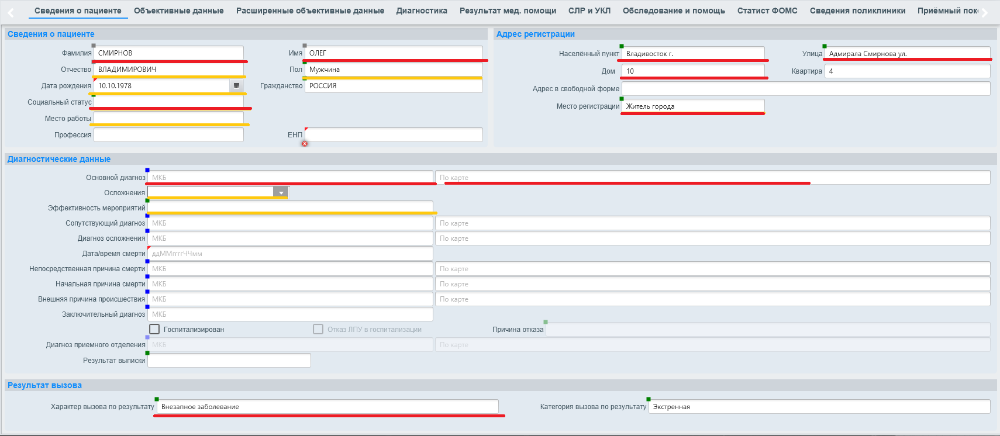 Сведения о пациенте Объективные данные Расширенные объективные данные Диагностика Результат мед. помощи СЛР и УКЛ Обследование и помощь Статист ФОМС Сведения поликлиники Приёмный пок
Сведения о пациенте
Фамилия СМИРНОВ Имя ОЛЕГ
Отчество ВЛАДИМИРОВИЧ Пол Мужчина
Дата рождения 10.10.1978 Гражданство РОССИЯ
Социальный статус
Место работы
Профессия ЕНП
Адрес регистрации
Населённый пункт Владивосток г. Улица Адмирала Смирнова ул.
Дом 10 Квартира 4
Адрес в свободной форме
Место регистрации Житель города
Диагностические данные
Основной диагноз МКБ По карте
Осложнения
Эффективность мероприятий
Сопутствующий диагноз МКБ По карте
Диагноз осложнения МКБ По карте
Дата/время смерти ддММггггЧЧмм
Непосредственная причина смерти МКБ По карте
Начальная причина смерти МКБ По карте
Внешняя причина происшествия МКБ По карте
Заключительный диагноз МКБ
Госпитализирован Отказ ЛПУ в госпитализации Причина отказа
Диагноз приемного отделения МКБ По карте
Результат выписки
Результат вызова
Характер вызова по результату Внезапное заболевание Категория вызова по результату Экстренная